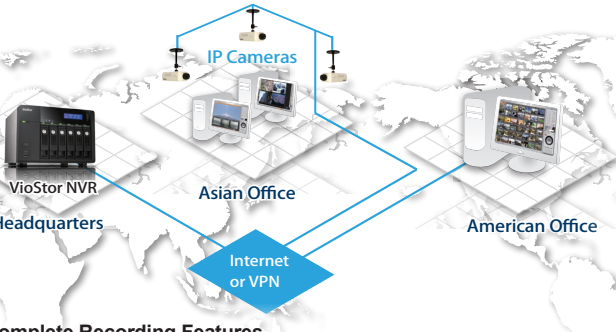 IP Cameras
VioStor NVR
Asian Office
Headquarters
American Office
Internet
or VPN
Complete Recording Features